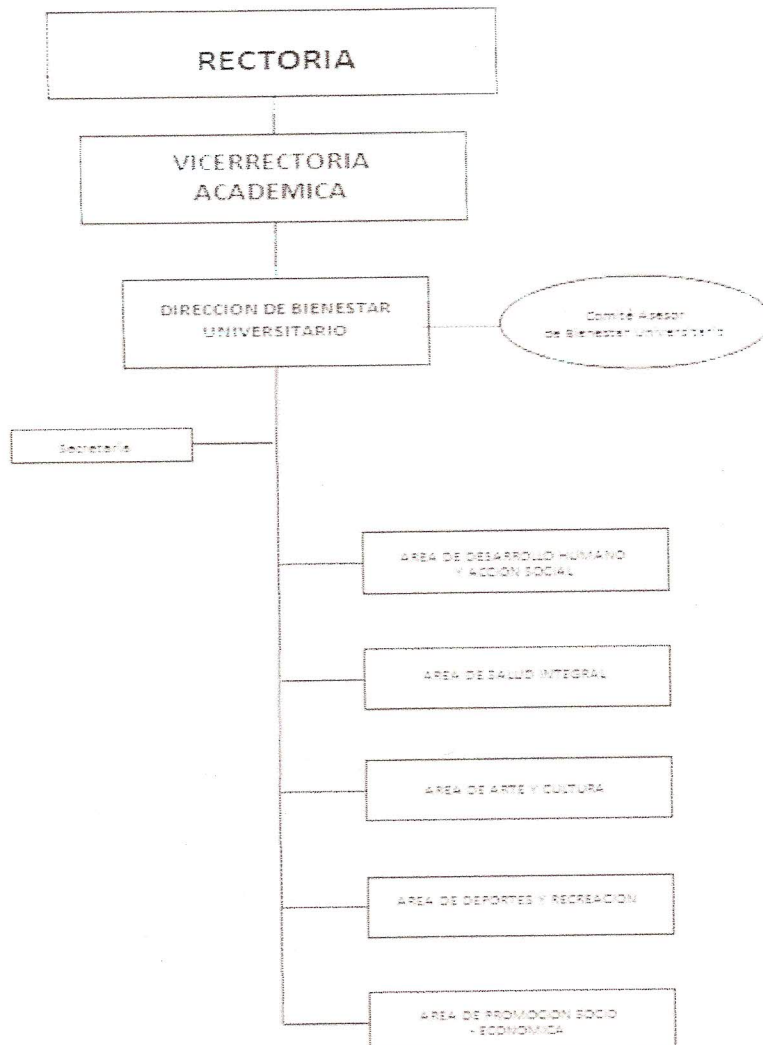 RECTORIA
VICERRECTORIA
ACADEMICA
DIRECCION DE BIENESTAR
UNIVERSITARIO
Comité Asesor
de Bienestar Universitario
Secretaria
AREA DE DESARROLLO HUMANO
Y ACCION SOCIAL
AREA DE SALUD INTEGRAL
AREA DE ARTE Y CULTURA
AREA DE DEPORTES Y RECREACION
AREA DE PROMOCION SOCIO
- ECONOMICA